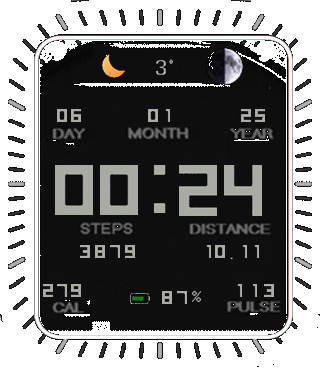 3°
06 01 25
DAY MONTH YEAR
00:24
STEPS DISTANCE
3879 10.11
279 87% 113
CAL PULSE